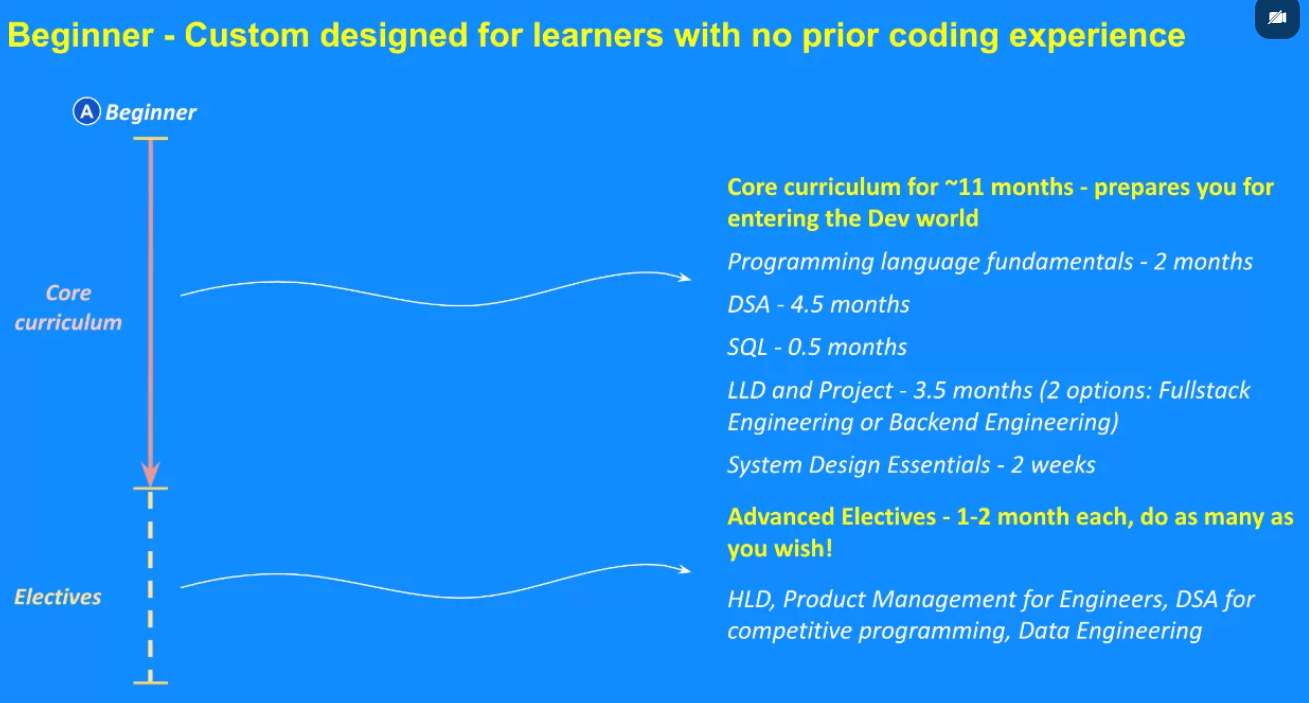 Beginner - Custom designed for learners with no prior coding experience
A Beginner
Core curriculum for ~11 months - prepares you for
entering the Dev world
Programming language fundamentals - 2 months
Core
curriculum
DSA - 4.5 months
SQL - 0.5 months
LLD and Project - 3.5 months (2 options: Fullstack
Engineering or Backend Engineering)
System Design Essentials - 2 weeks
Advanced Electives - 1-2 month each, do as many as
you wish!
Electives
HLD, Product Management for Engineers, DSA for
competitive programming, Data Engineering